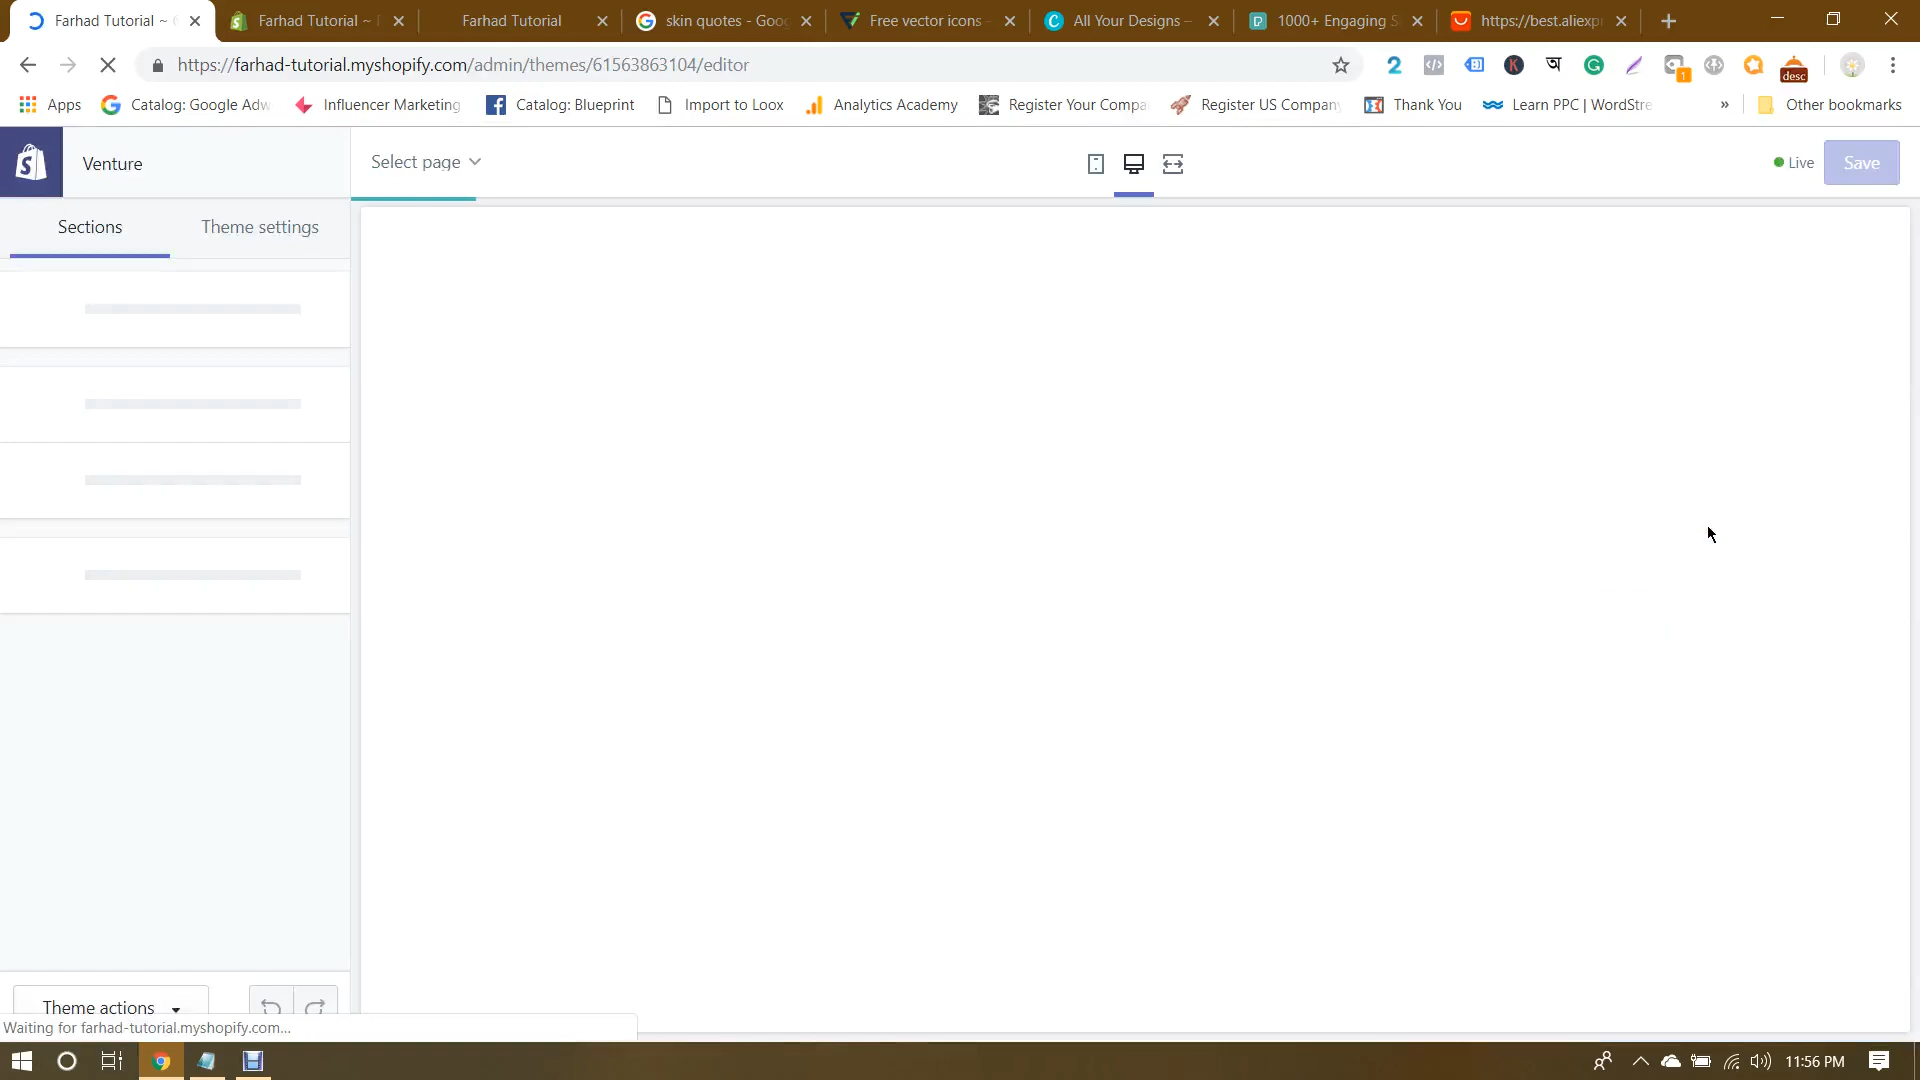 Farhad Tutorial ~
Farhad Tutorial ~
Farhad Tutorial
skin quotes - Goo
Free vector icons
All Your Designs –
1000+ Engaging S
https://best.aliexp
https://farhad-tutorial.myshopify.com/admin/themes/61563863104/editor
1
desc
Apps
Catalog: Google Adw
Influencer Marketing
Catalog: Blueprint
Import to Loox
Analytics Academy
Register Your Compa
Register US Company
Thank You
Learn PPC | WordStre
»
Other bookmarks
Venture
Select page
Live
Save
Sections
Theme settings
Theme actions
Waiting for farhad-tutorial.myshopify.com...
11:56 PM